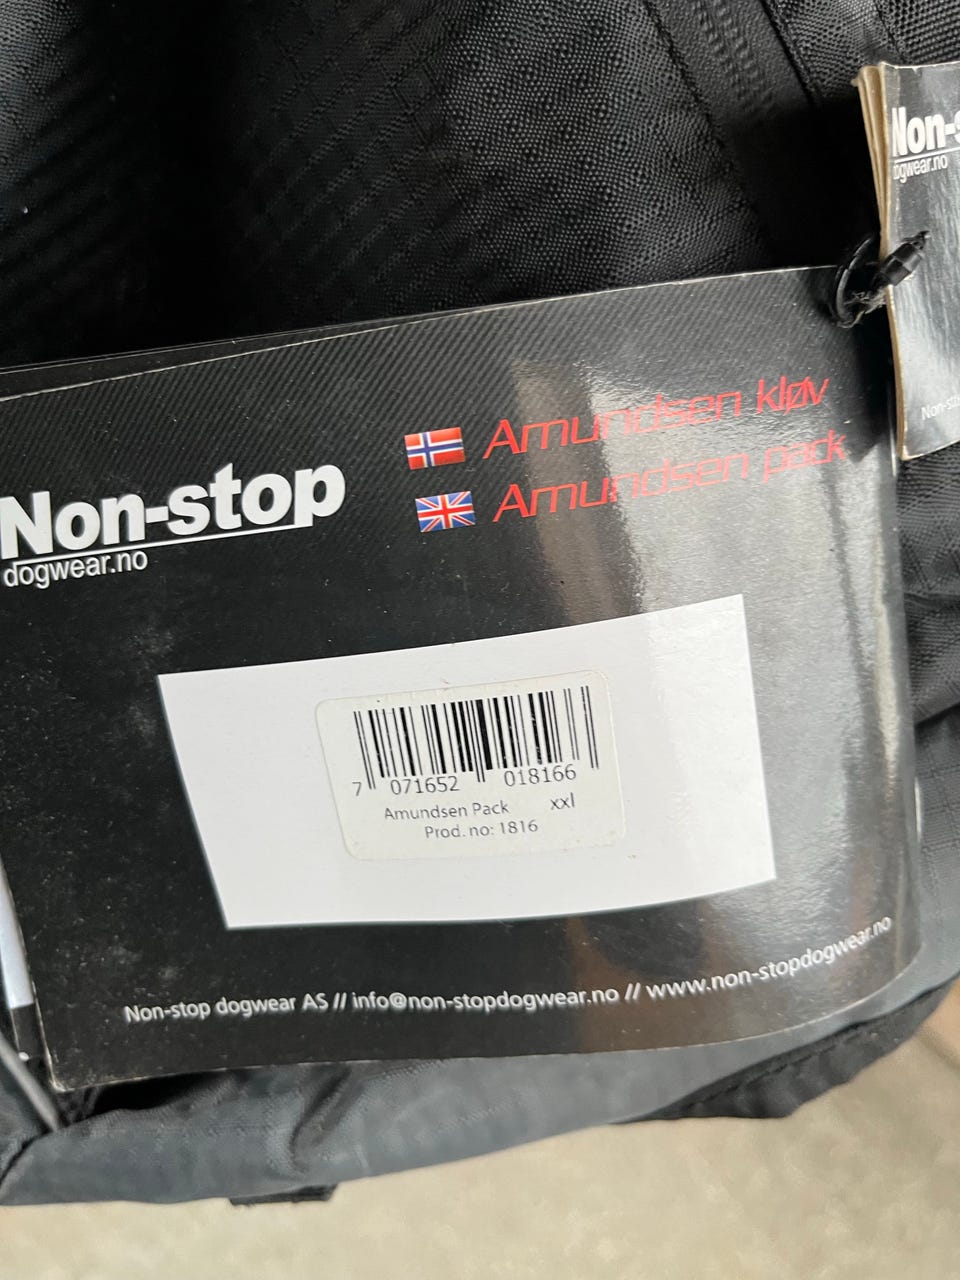 Non-s
dogwear.no
Amundsen kløv
Amundsen pack
Non-stop
dogwear.no
7 071652 018166
Amundsen Pack xxl
Prod. no: 1816
Non-stop dogwear AS // info@non-stopdogwear.no // www.non-stopdogwear.no